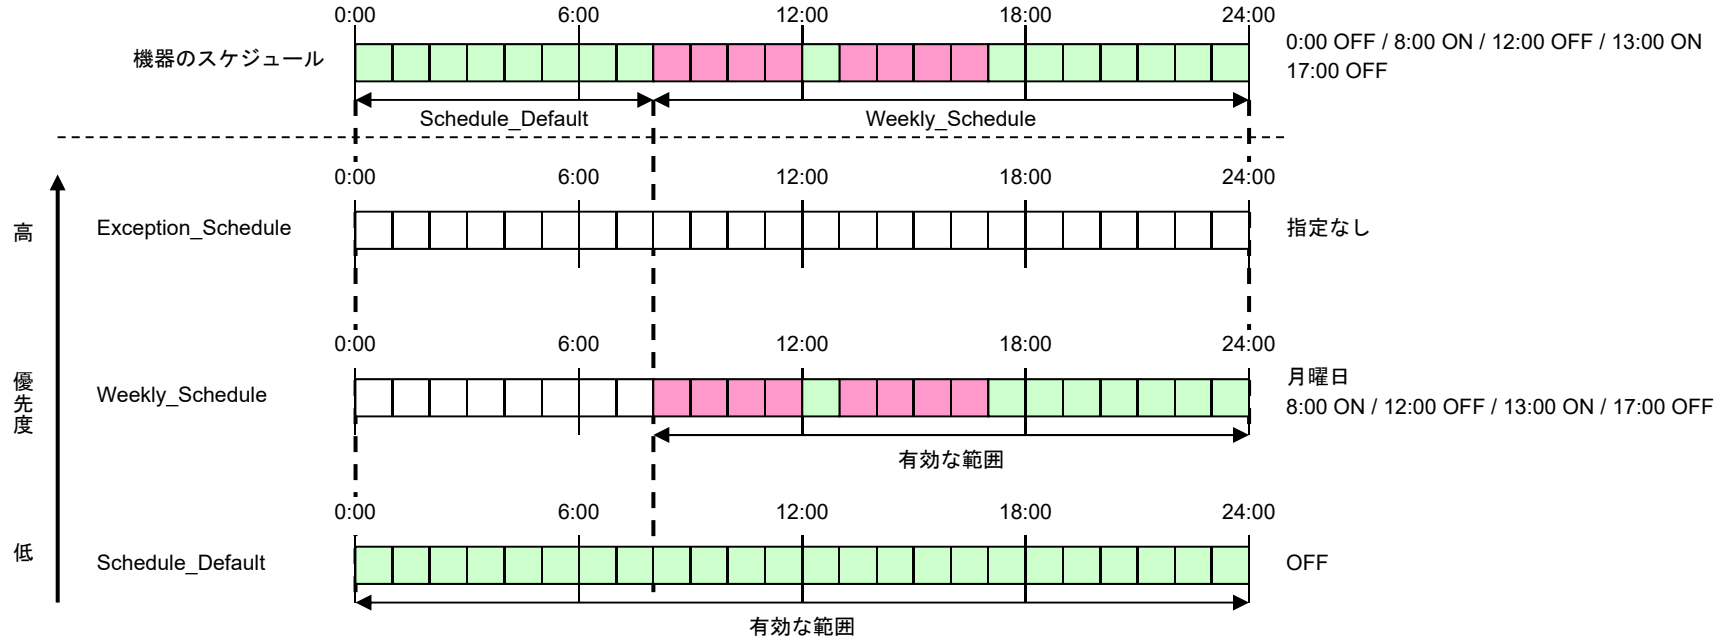 0:00 6:00 12:00 18:00 24:00
機器のスケジュール
0:00 OFF / 8:00 ON / 12:00 OFF / 13:00 ON
17:00 OFF
Schedule_Default Weekly_Schedule
0:00 6:00 12:00 18:00 24:00
高 Exception_Schedule 指定なし
0:00 6:00 12:00 18:00 24:00
優先度
Weekly_Schedule
月曜日
8:00 ON / 12:00 OFF / 13:00 ON / 17:00 OFF
有効な範囲
0:00 6:00 12:00 18:00 24:00
低 Schedule_Default OFF
有効な範囲